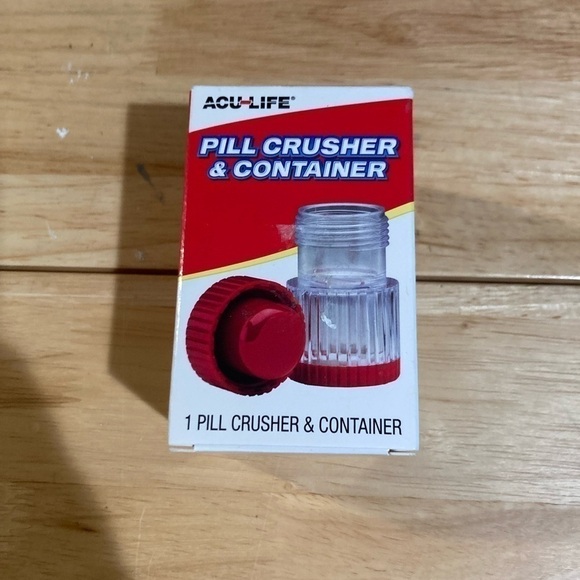 ACU-LIFE®
PILL CRUSHER
& CONTAINER
1 PILL CRUSHER & CONTAINER